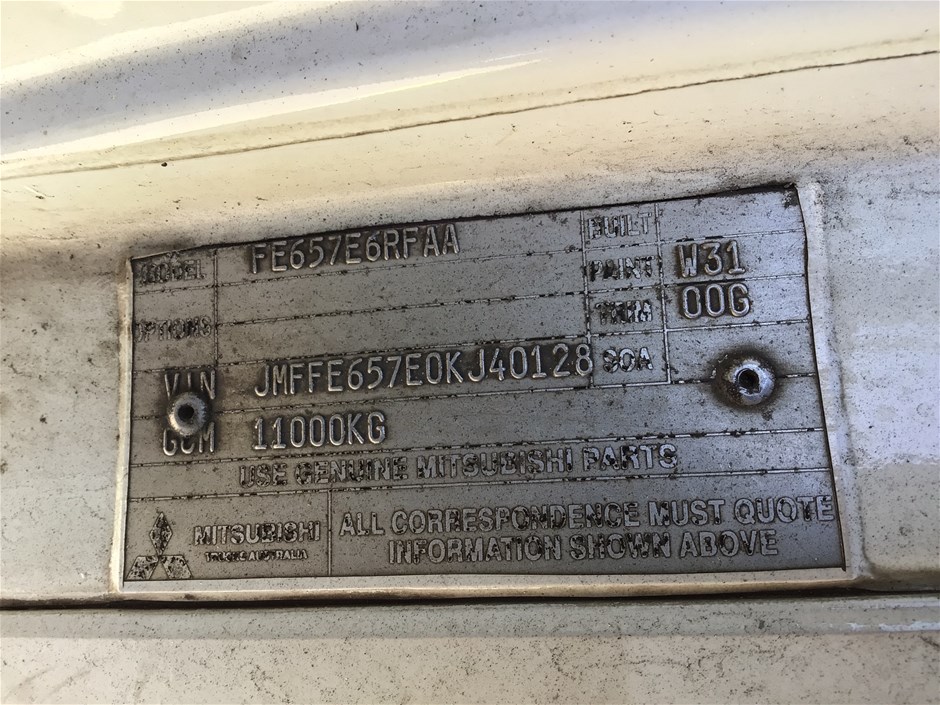 MODEL FE657E6RFAA BUILT
PAINT W31
OPTIONS TRIM 00G
VIN JMFFE657E0KJ40128 SOA
GCM 11000KG
USE GENUINE MITSUBISHI PARTS
MITSUBISHI
TRUCKS AUSTRALIA
ALL CORRESPONDENCE MUST QUOTE
INFORMATION SHOWN ABOVE